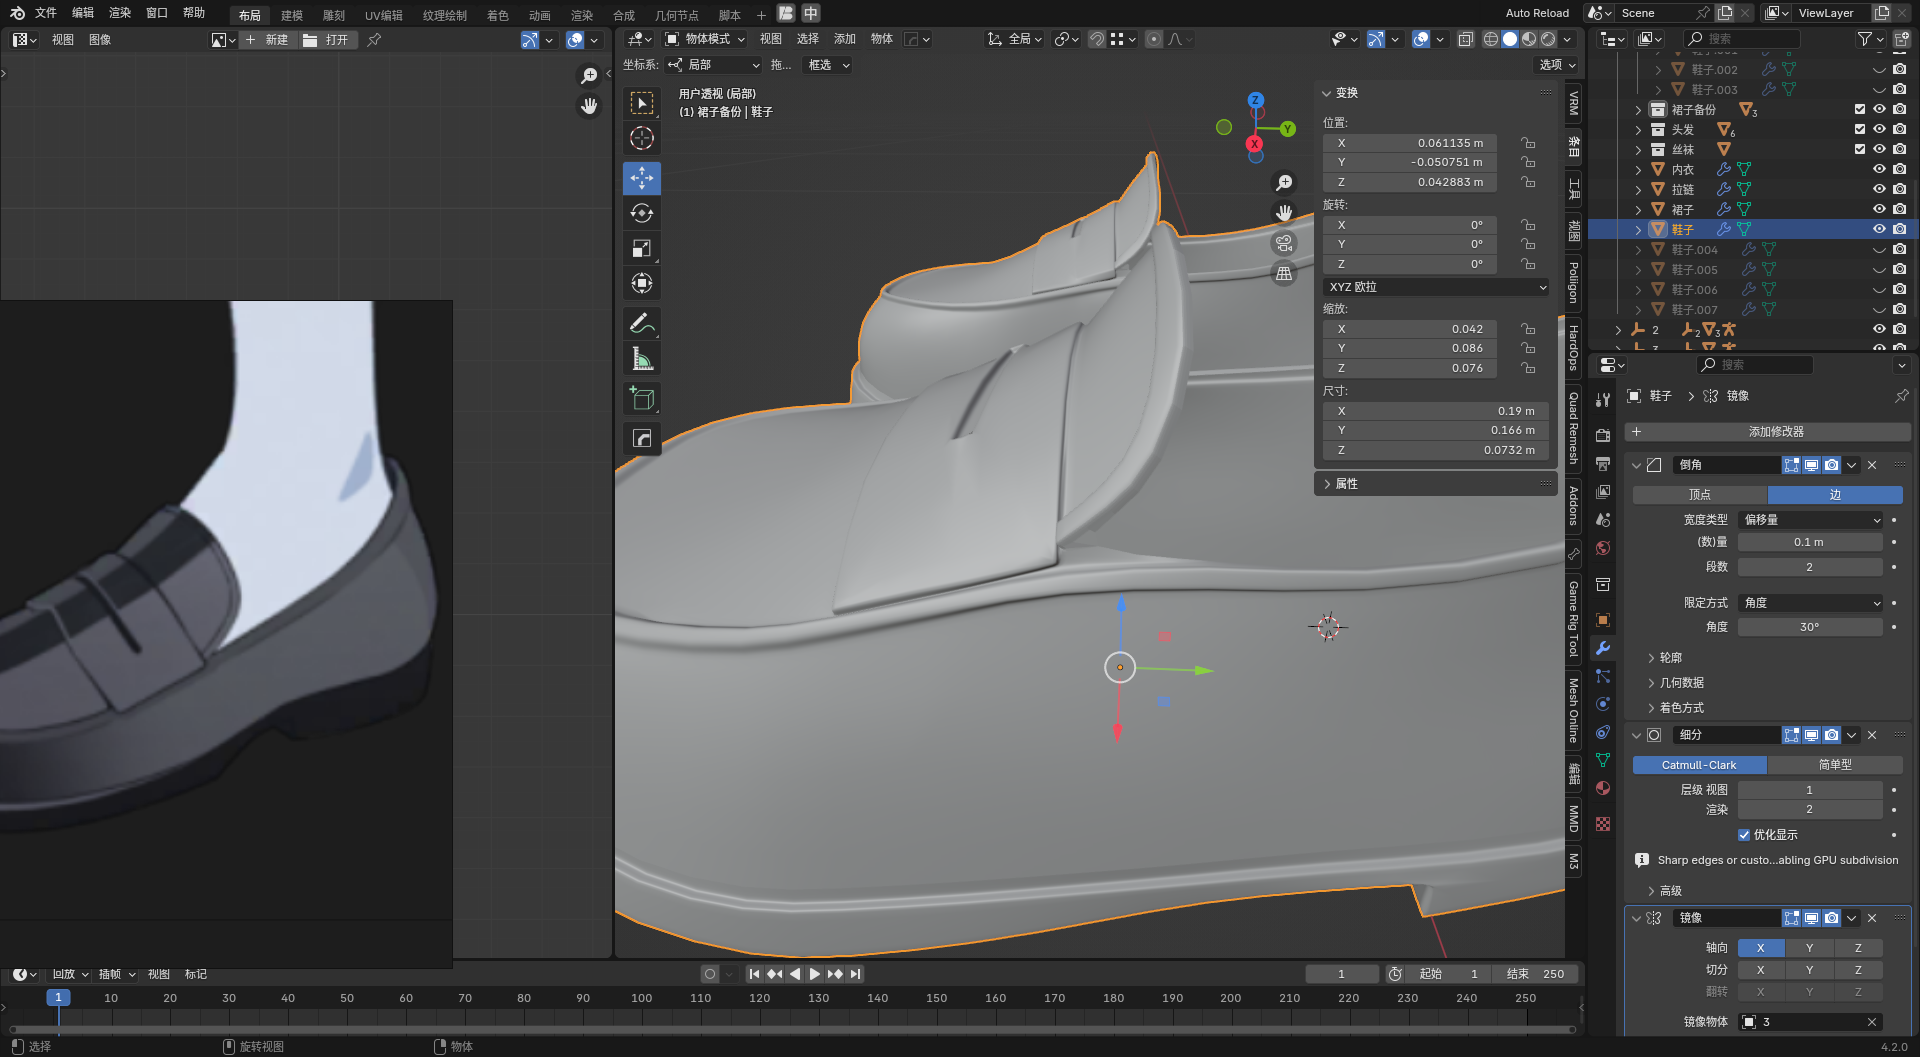 文件 编辑 渲染 窗口 帮助 布局 建模 雕刻 UV编辑 纹理绘制 着色 动画 渲染 合成 几何节点 脚本 + 中 Auto Reload Scene ViewLayer
视图 图像 + 新建 打开
物体模式 视图 选择 添加 物体 全局
搜索
坐标系: 局部 拖... 框选 选项
用户透视 (局部)
(1) 裙子备份 | 鞋子
Z
Y
X
变换
位置:
X 0.061135 m
Y -0.050751 m
Z 0.042883 m
旋转:
X 0°
Y 0°
Z 0°
XYZ 欧拉
缩放:
X 0.042
Y 0.086
Z 0.076
尺寸:
X 0.19 m
Y 0.166 m
Z 0.0732 m
属性
VRM
条目
工具
视图
Poliigon
HardOps
Quad Remesh
Addons
Game Rig Tool
Mesh Online
编辑
MMD
M3
鞋子.002
鞋子.003
裙子备份 3
头发 6
丝袜
内衣
拉链
裙子
鞋子
鞋子.004
鞋子.005
鞋子.006
鞋子.007
2 2 3
搜索
鞋子 > 镜像
+ 添加修改器
倒角
顶点 边
宽度类型 偏移量
(数)量 0.1 m
段数 2
限定方式 角度
角度 30°
轮廓
几何数据
着色方式
细分
Catmull-Clark 简单型
层级 视图 1
渲染 2
优化显示
Sharp edges or custo...abling GPU subdivision
高级
镜像
轴向 X Y Z
切分 X Y Z
翻转 X Y Z
镜像物体 3
回放 插帧 视图 标记 1 起始 1 结束 250
1 10 20 30 40 50 60 70 80 90 100 110 120 130 140 150 160 170 180 190 200 210 220 230 240 250
选择 旋转视图 物体 4.2.0